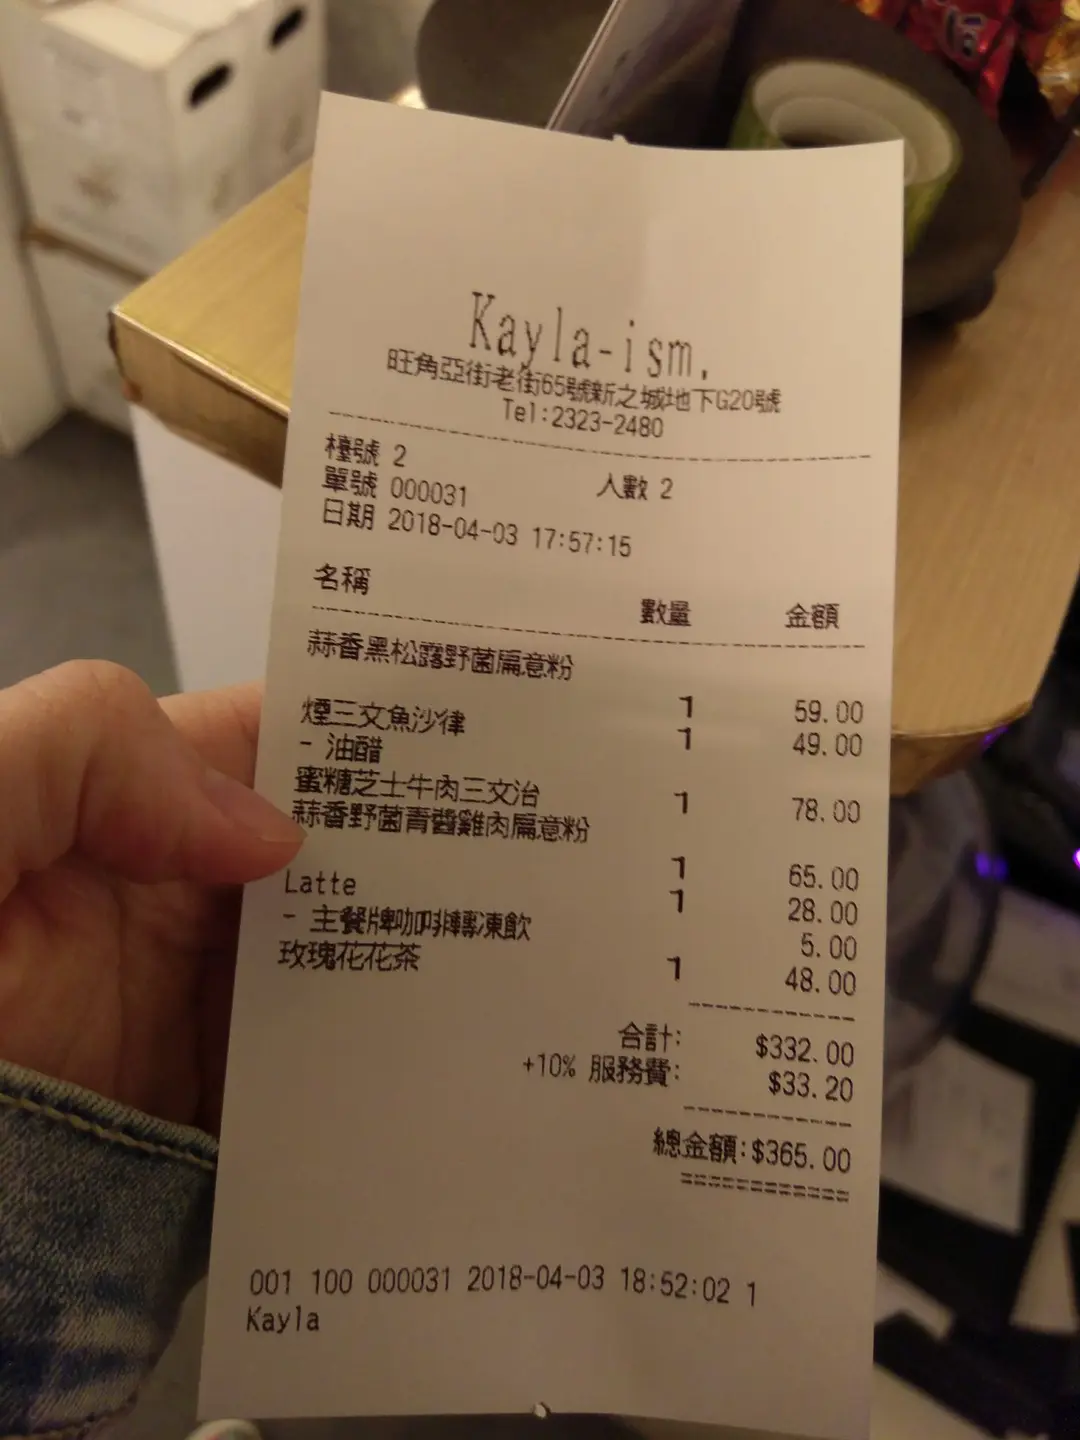 Kayla-ism.
旺角亞街老街65號新之城地下G20號
Tel:2323-2480
檯號 2 人數 2
單號 000031
日期 2018-04-03 17:57:15
名稱 數量 金額
蒜香黑松露野菌扁意粉
1 59.00
煙三文魚沙律 1 49.00
- 油醋
蜜糖芝士牛肉三文治 1 78.00
蒜香野菌青醬雞肉扁意粉
1 65.00
Latte 1 28.00
- 主餐牌咖啡轉凍飲 5.00
玫瑰花花茶 1 48.00
合計: $332.00
+10% 服務費: $33.20
總金額:$365.00
001 100 000031 2018-04-03 18:52:02 1
Kayla